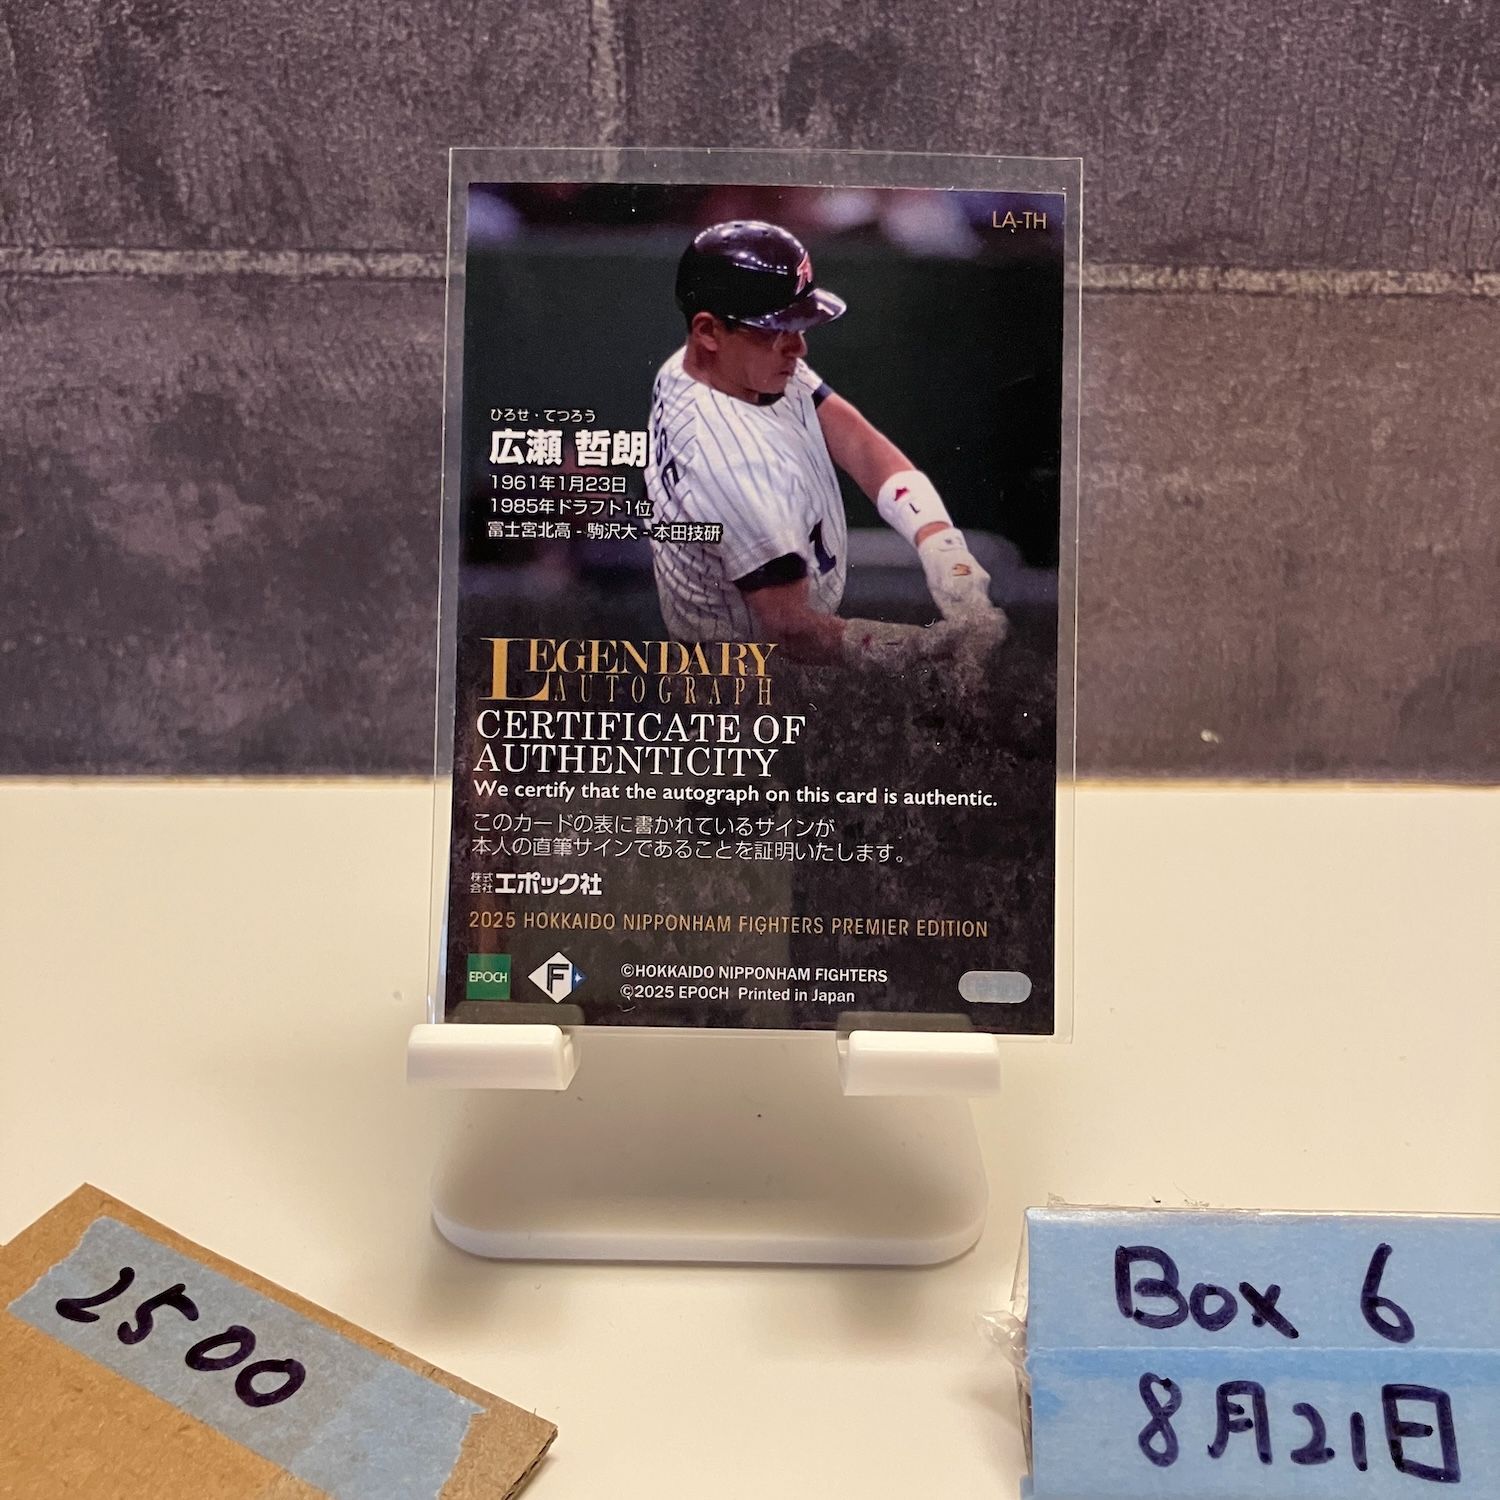 LA-TH
ひろせ・てつろう
広瀬 哲朗
1961年1月23日
1985年ドラフト1位
富士宮北高 - 駒沢大 - 本田技研
1
L
LEGENDARY
AUTOGRAPH
CERTIFICATE OF
AUTHENTICITY
We certify that the autograph on this card is authentic.
このカードの表に書かれているサインが
本人の直筆サインであることを証明いたします。
株式会社エポック社
2025 HOKKAIDO NIPPONHAM FIGHTERS PREMIER EDITION
EPOCH
F
©HOKKAIDO NIPPONHAM FIGHTERS
©2025 EPOCH Printed in Japan
2500
Box 6
8月21日